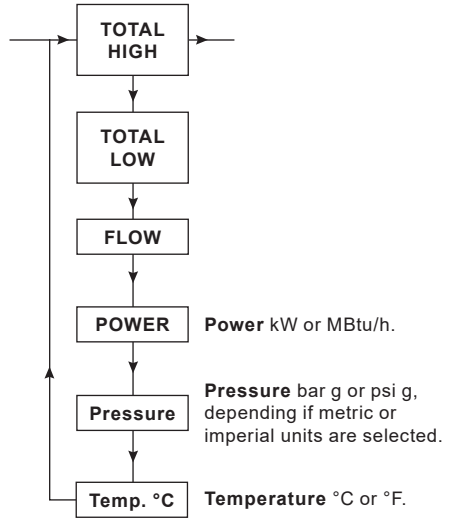 TOTAL
HIGH
TOTAL
LOW
FLOW
POWER
Power kW or MBtu/h.
Pressure
Pressure bar g or psi g,
depending if metric or
imperial units are selected.
Temp. °C
Temperature °C or °F.